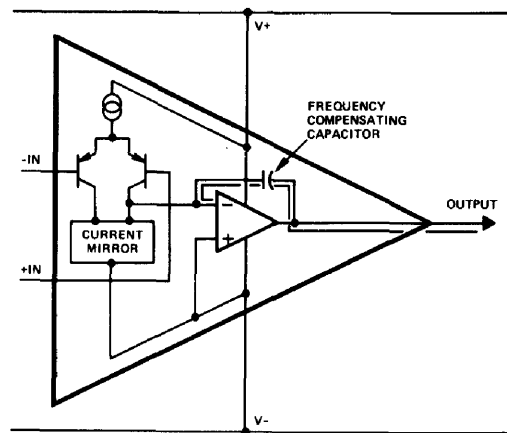 V+
FREQUENCY
COMPENSATING
CAPACITOR
-IN
-
OUTPUT
+
CURRENT
MIRROR
+IN
V-